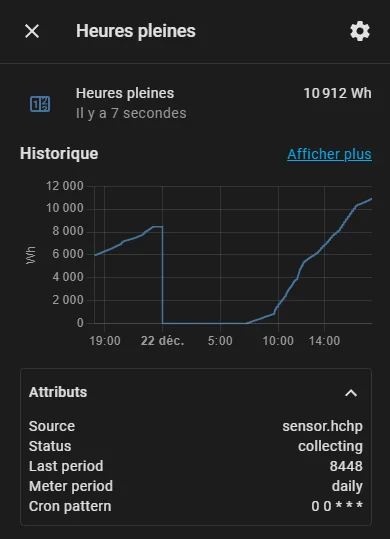 Heures pleines
Heures pleines 10 912 Wh
Il y a 7 secondes
Historique Afficher plus
12 000
10 000
8 000
6 000
4 000
2 000
0
Wh
19:00 22 déc. 5:00 10:00 14:00
Attributs
Source sensor.hchp
Status collecting
Last period 8448
Meter period daily
Cron pattern 0 0 * * *